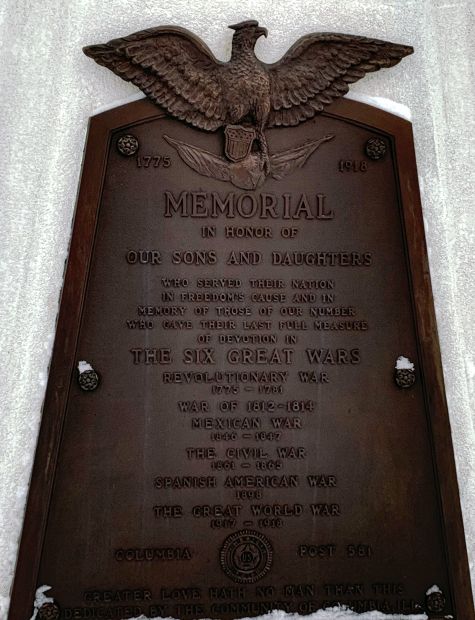 1775 1918
MEMORIAL
IN HONOR OF
OUR SONS AND DAUGHTERS
WHO SERVED THEIR NATION
IN FREEDOM'S CAUSE AND IN
MEMORY OF THOSE OF OUR NUMBER
WHO GAVE THEIR LAST FULL MEASURE
OF DEVOTION IN
THE SIX GREAT WARS
REVOLUTIONARY WAR
1775 - 1781
WAR OF 1812-1814
MEXICAN WAR
1846 - 1847
THE CIVIL WAR
1861 - 1865
SPANISH AMERICAN WAR
1898
THE GREAT WORLD WAR
1917 - 1918
COLUMBIA POST 581
GREATER LOVE HATH NO MAN THAN THIS
DEDICATED BY THE COMMUNITY OF COLUMBIA ILL